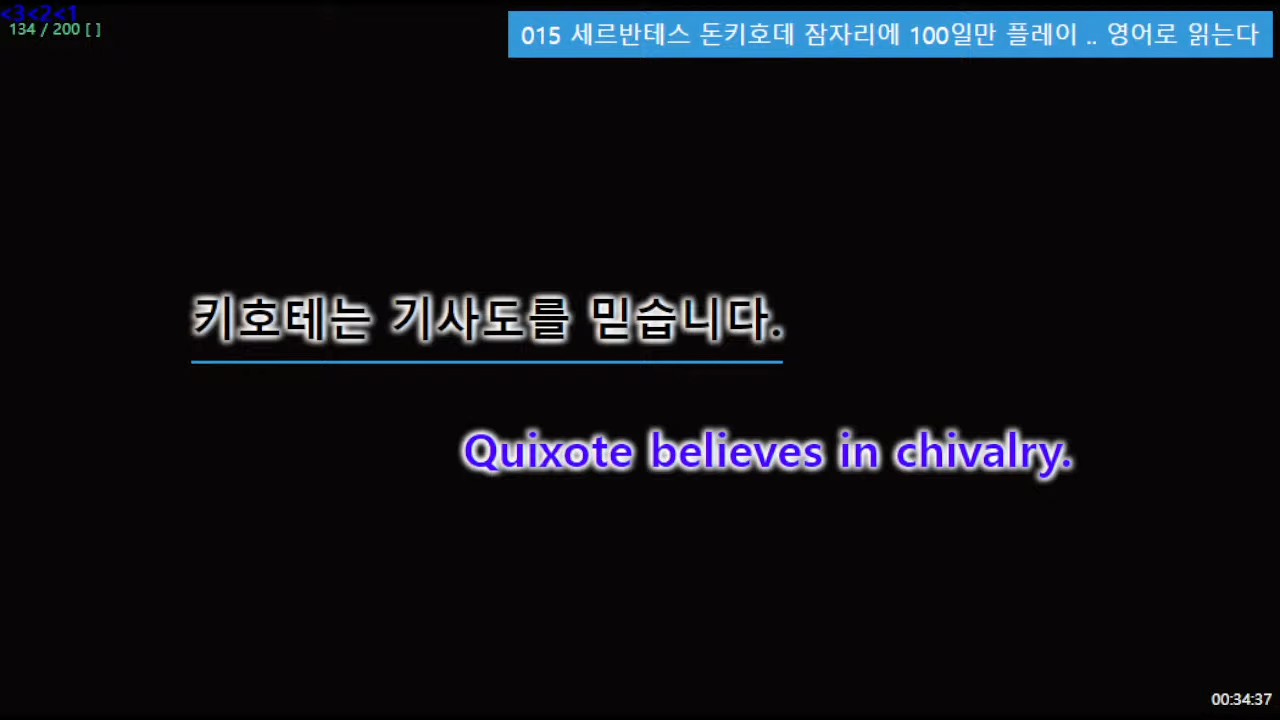 <3<2<1
134 / 200 [ ]
015 세르반테스 돈키호데 잠자리에 100일만 플레이 .. 영어로 읽는다
키호테는 기사도를 믿습니다.
Quixote believes in chivalry.
00:34:37